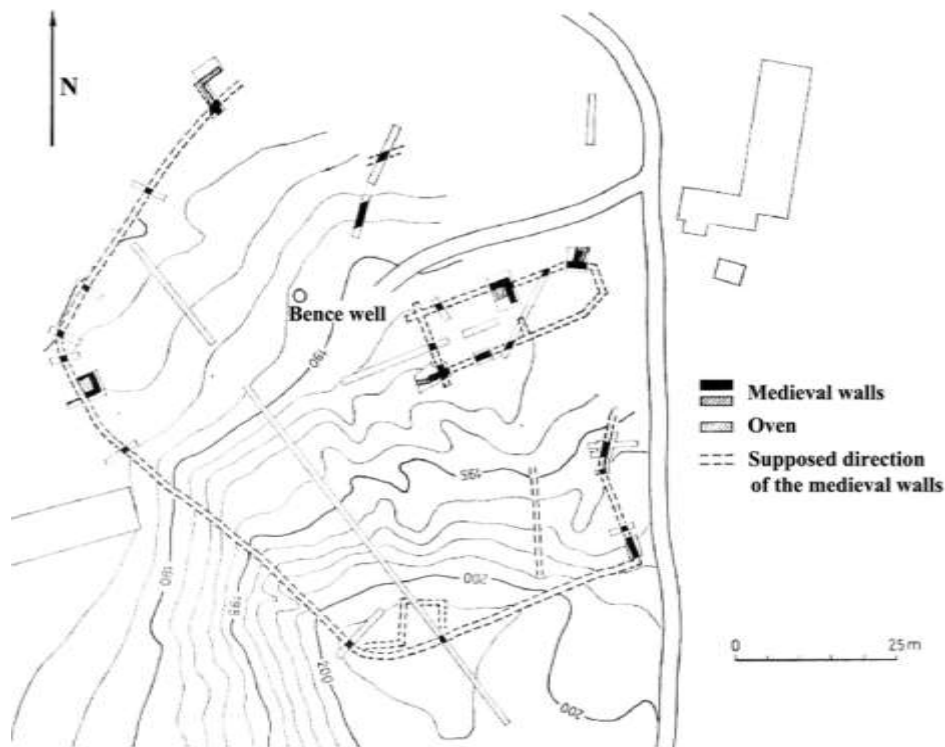 N
Bence well
190
195
Medieval walls
Oven
Supposed direction
of the medieval walls
190
195
200
200
200
0 25m